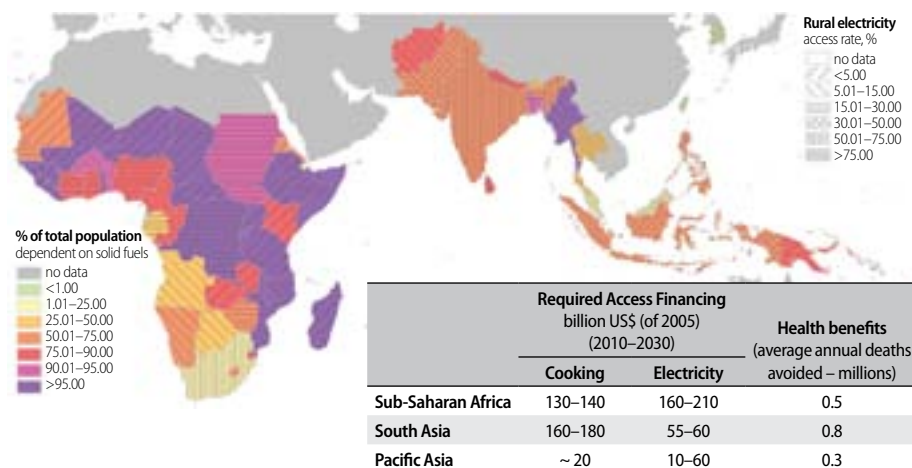 Rural electricity
access rate, %
no data
<5.00
5.01–15.00
15.01–30.00
30.01–50.00
50.01–75.00
>75.00
% of total population
dependent on solid fuels
no data
<1.00
1.01–25.00
25.01–50.00
50.01–75.00
75.01–90.00
90.01–95.00
>95.00
Required Access Financing
billion US$ (of 2005)
(2010–2030)
Health benefits
(average annual deaths
avoided – millions)
Cooking Electricity
Sub-Saharan Africa 130–140 160–210 0.5
South Asia 160–180 55–60 0.8
Pacific Asia ~ 20 10–60 0.3